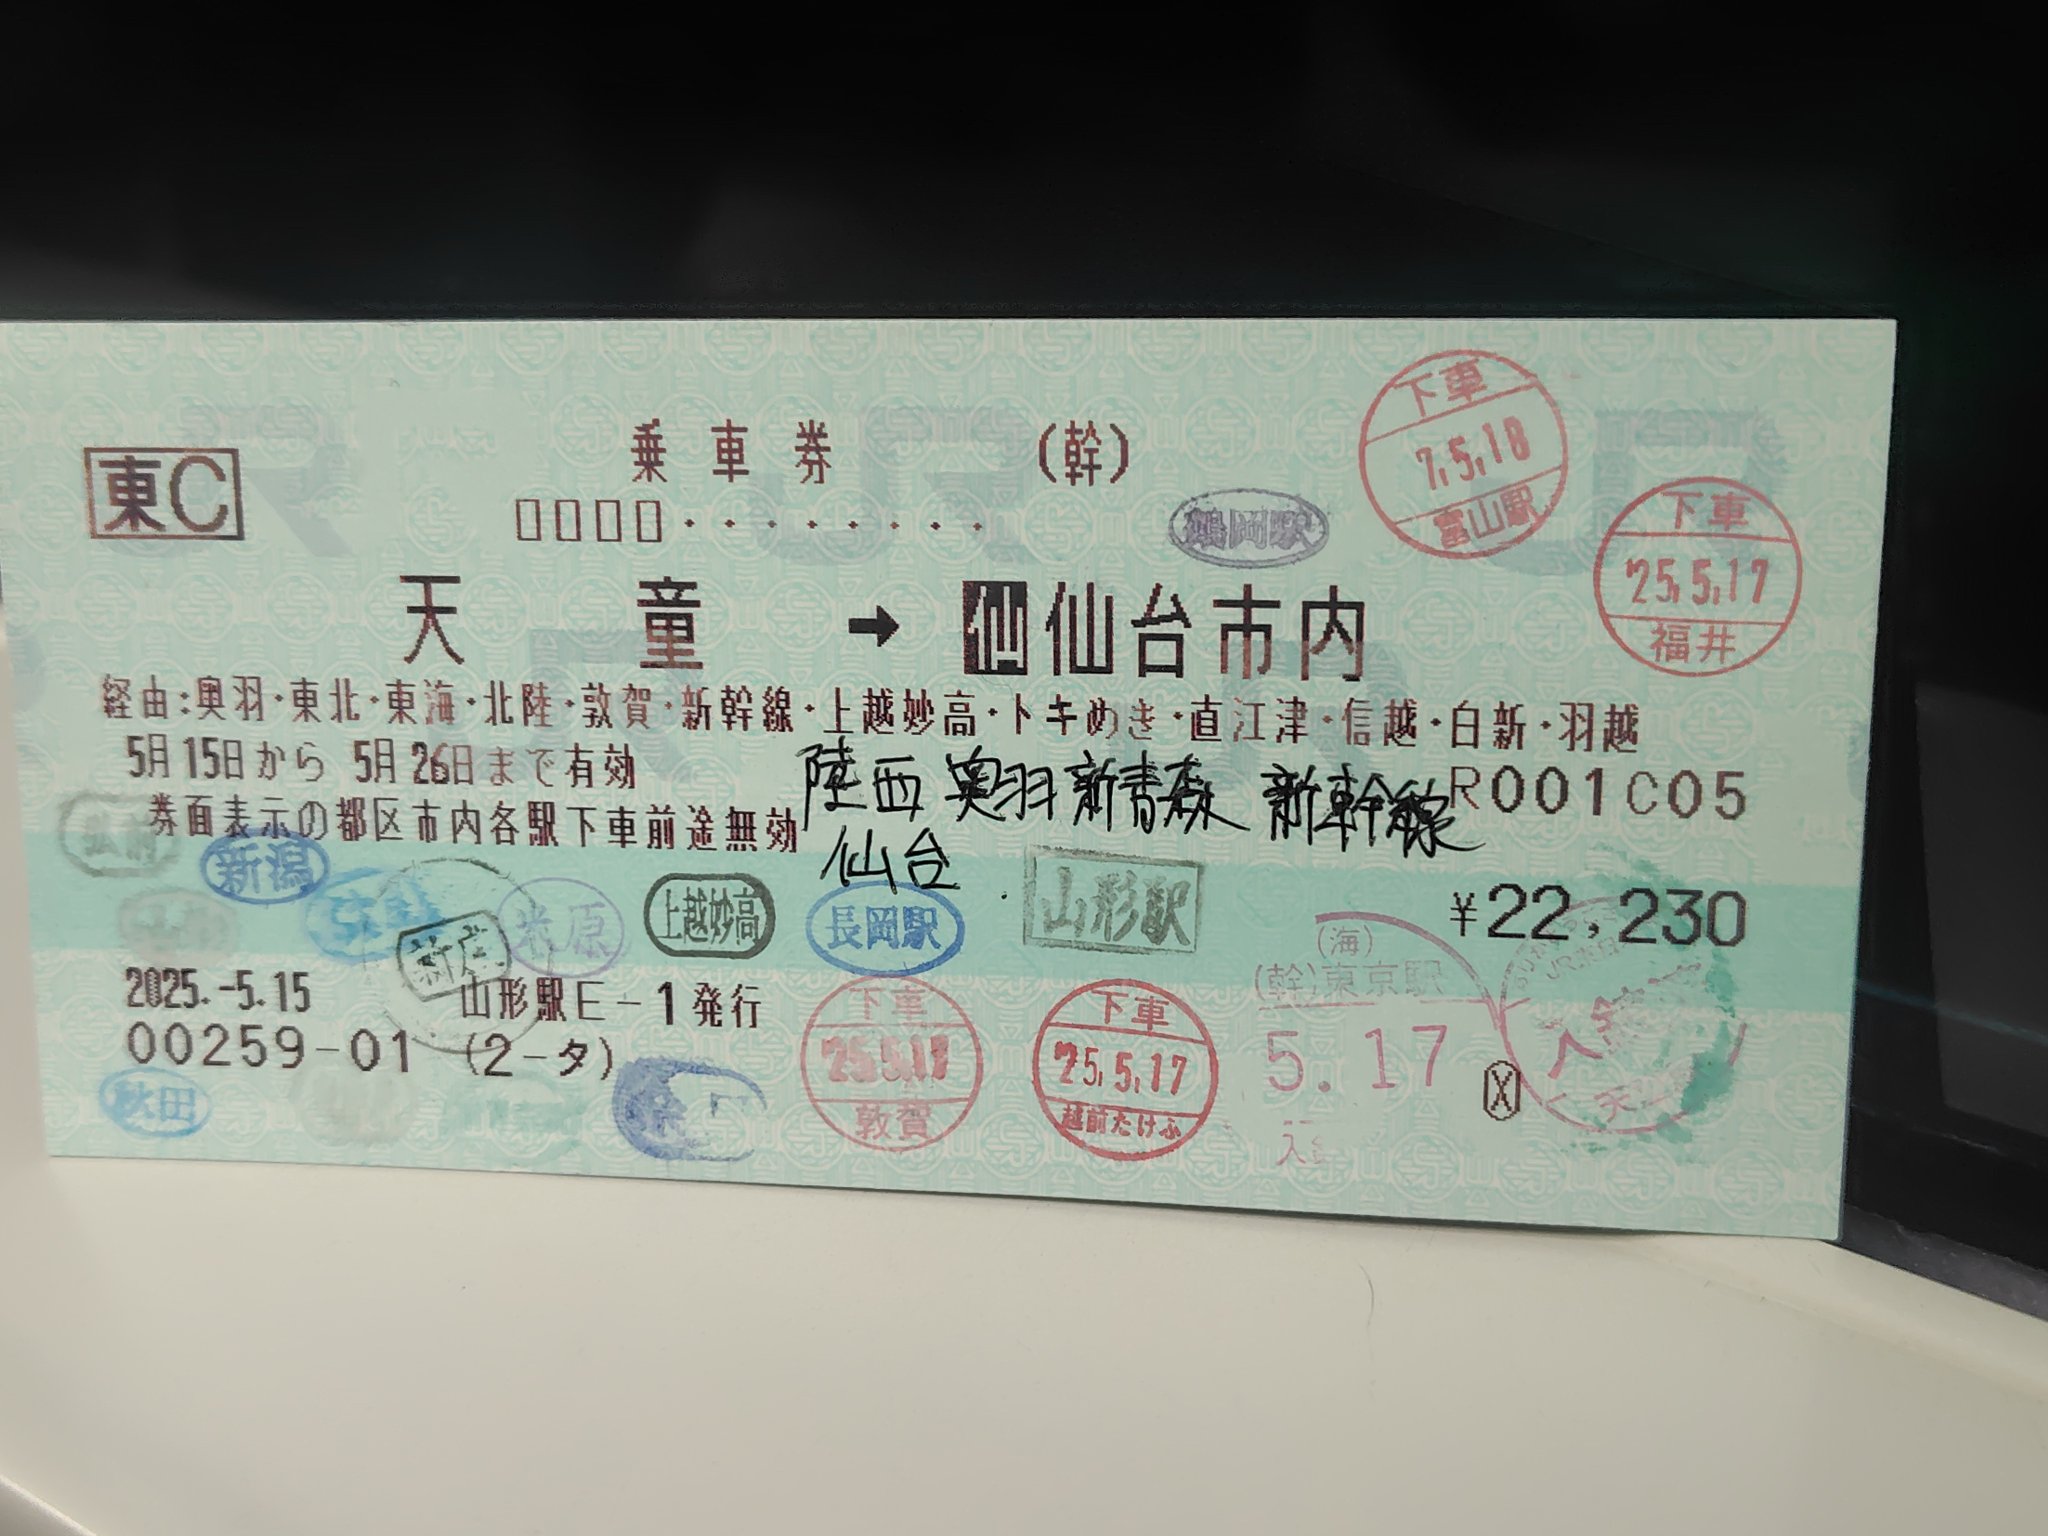 東C
乗車券 (幹)
下車
7.5.18
富山駅
下車
25.5.17
福井
鶴岡駅
天童 → 仙 仙台市内
経由:奥羽・東北・東海・北陸・敦賀・新幹線・上越妙高・トキめき・直江津・信越・白新・羽越
5月15日から 5月26日まで有効
陸西 奥羽 新青森 新幹線
R001C05
券面表示の都区市内各駅下車前途無効
仙台
新潟
¥22,230
新庄
米原
上越妙高
長岡駅
山形駅
(海)
(幹)東京駅
5.17
2025.-5.15 山形駅E-1発行
00259-01 (2-タ)
下車
25.5.17
敦賀
下車
25.5.17
越前たけふ
秋田